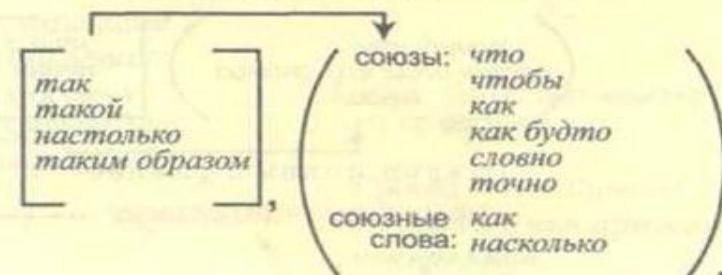 так
такой
настолько
таким образом
,
союзы: что
чтобы
как
как будто
словно
точно
союзные как
слова: насколько